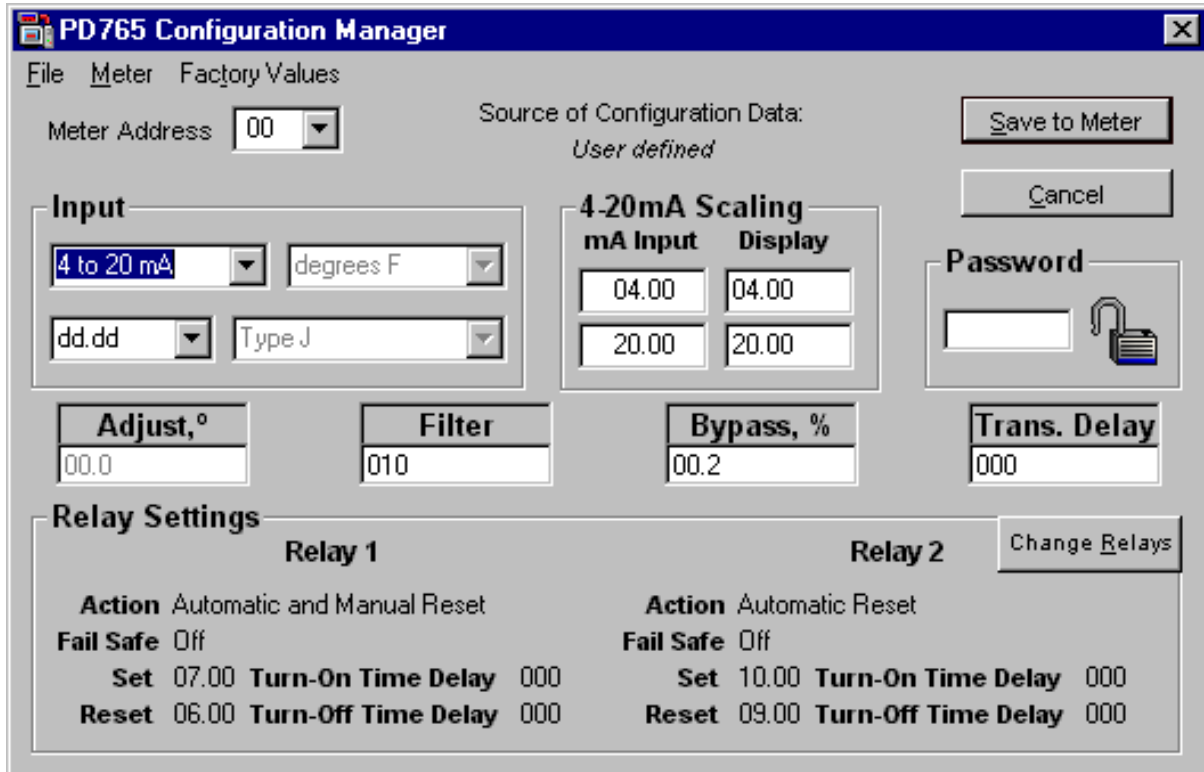 PD765 Configuration Manager
File Meter Factory Values
Meter Address 00
Source of Configuration Data:
User defined
Save to Meter
Cancel
Input
4 to 20 mA
degrees F
dd.dd
Type J
4-20mA Scaling
mA Input Display
04.00 04.00
20.00 20.00
Password
Adjust,º
00.0
Filter
010
Bypass, %
00.2
Trans. Delay
000
Relay Settings
Change Relays
Relay 1
Action Automatic and Manual Reset
Fail Safe Off
Set 07.00 Turn-On Time Delay 000
Reset 06.00 Turn-Off Time Delay 000
Relay 2
Action Automatic Reset
Fail Safe Off
Set 10.00 Turn-On Time Delay 000
Reset 09.00 Turn-Off Time Delay 000